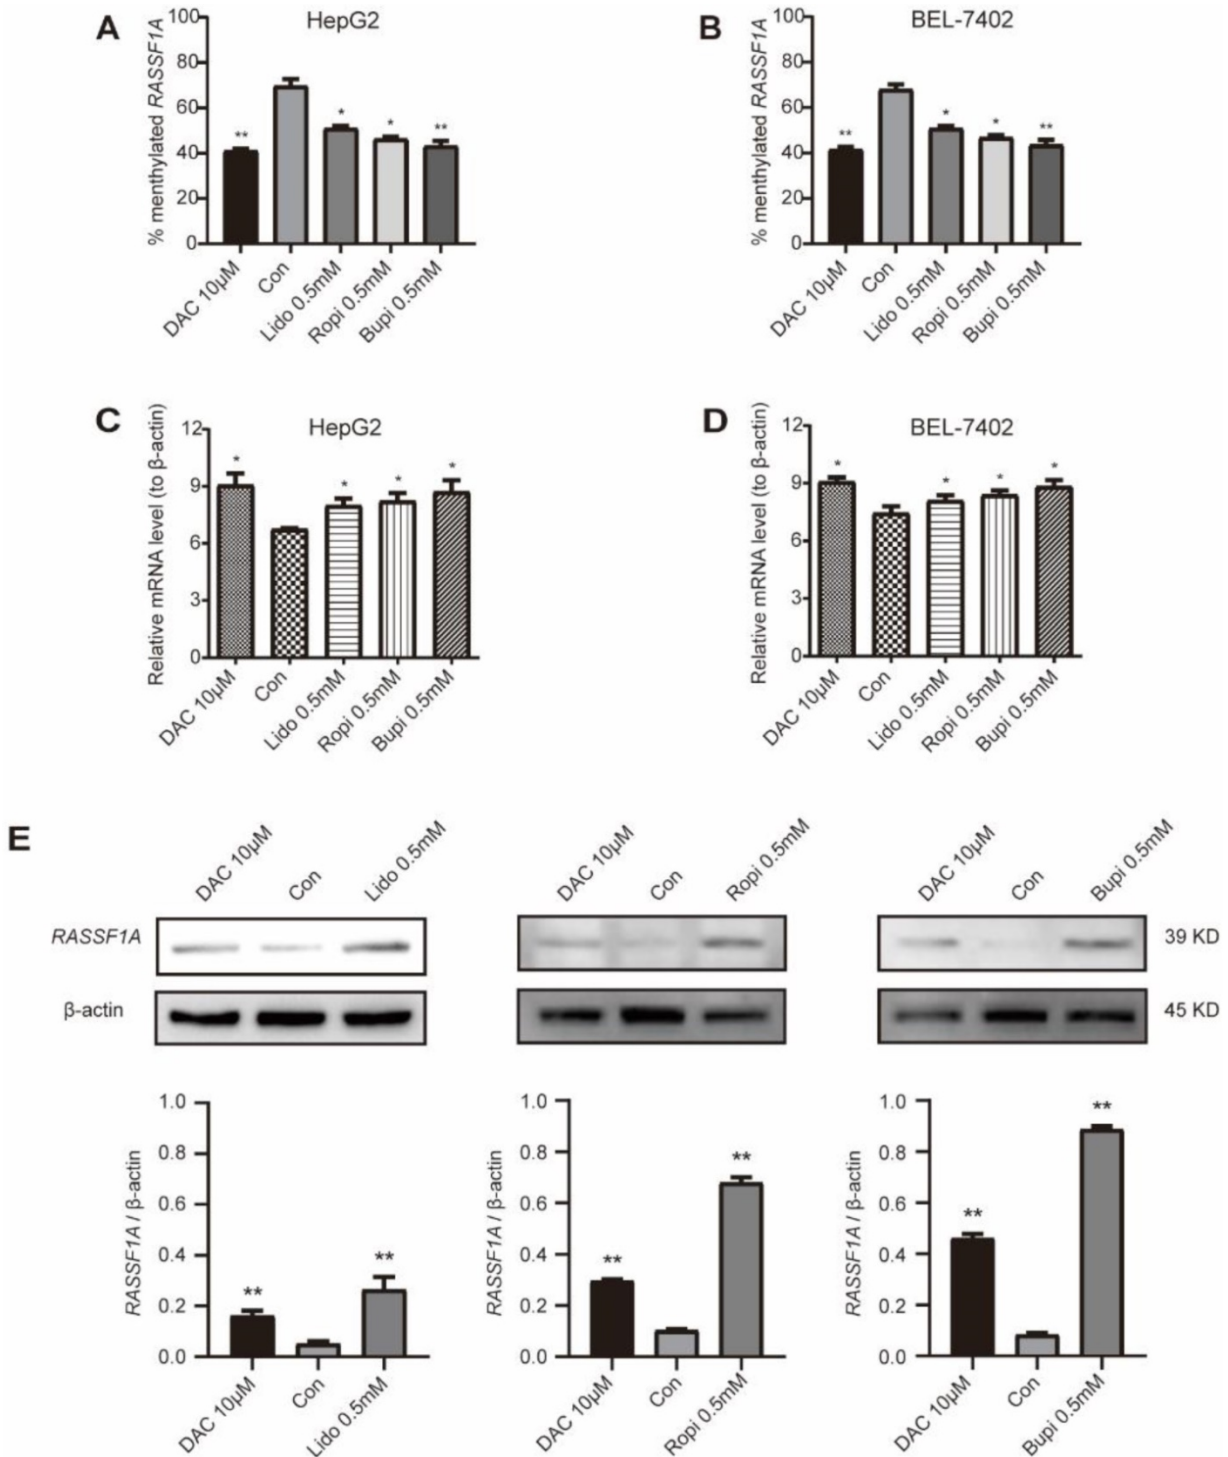 A
HepG2
% menthylated RASSF1A
100
80
60
40
20
0
**
*
*
**
DAC 10μM
Con
Lido 0.5mM
Ropi 0.5mM
Bupi 0.5mM
B
BEL-7402
% menthylated RASSF1A
100
80
60
40
20
0
**
*
*
**
DAC 10μM
Con
Lido 0.5mM
Ropi 0.5mM
Bupi 0.5mM
C
HepG2
Relative mRNA level (to β-actin)
12
9
6
3
0
*
*
*
*
DAC 10μM
Con
Lido 0.5mM
Ropi 0.5mM
Bupi 0.5mM
D
BEL-7402
Relative mRNA level (to β-actin)
12
9
6
3
0
*
*
*
*
DAC 10μM
Con
Lido 0.5mM
Ropi 0.5mM
Bupi 0.5mM
E
DAC 10μM
Con
Lido 0.5mM
DAC 10μM
Con
Ropi 0.5mM
DAC 10μM
Con
Bupi 0.5mM
RASSF1A
39 KD
β-actin
45 KD
RASSF1A / β-actin
1.0
0.8
0.6
0.4
0.2
0.0
**
**
DAC 10μM
Con
Lido 0.5mM
RASSF1A / β-actin
1.0
0.8
0.6
0.4
0.2
0.0
**
**
DAC 10μM
Con
Ropi 0.5mM
RASSF1A / β-actin
1.0
0.8
0.6
0.4
0.2
0.0
**
**
DAC 10μM
Con
Bupi 0.5mM